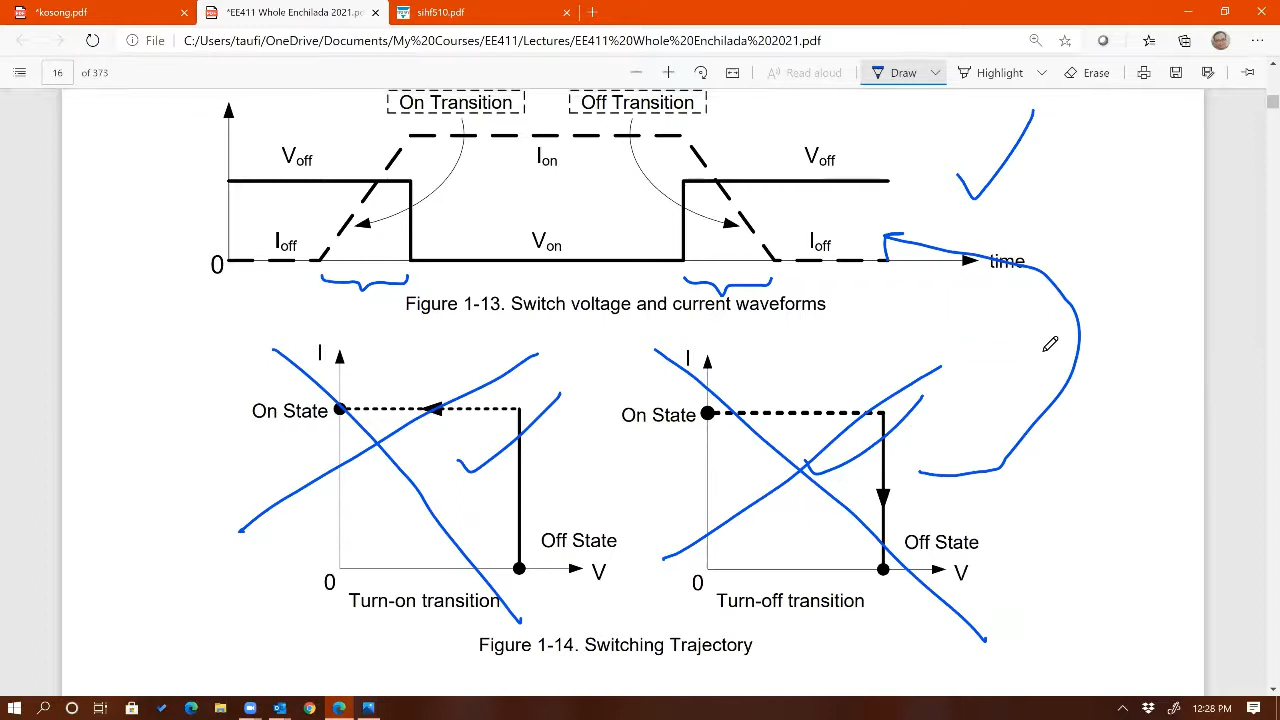 *kosong.pdf
*EE411 Whole Enchilada 2021.pd
sihf510.pdf
File
C:/Users/taufi/OneDrive/Documents/My%20Courses/EE411/Lectures/EE411%20Whole%20Enchilada%202021.pdf
16 of 373
Read aloud
Draw
Highlight
Erase
On Transition
Off Transition
Voff
Ion
Voff
Ioff
Von
Ioff
0
time
Figure 1-13. Switch voltage and current waveforms
I
I
On State
On State
Off State
Off State
0
V
0
V
Turn-on transition
Turn-off transition
Figure 1-14. Switching Trajectory
12:28 PM